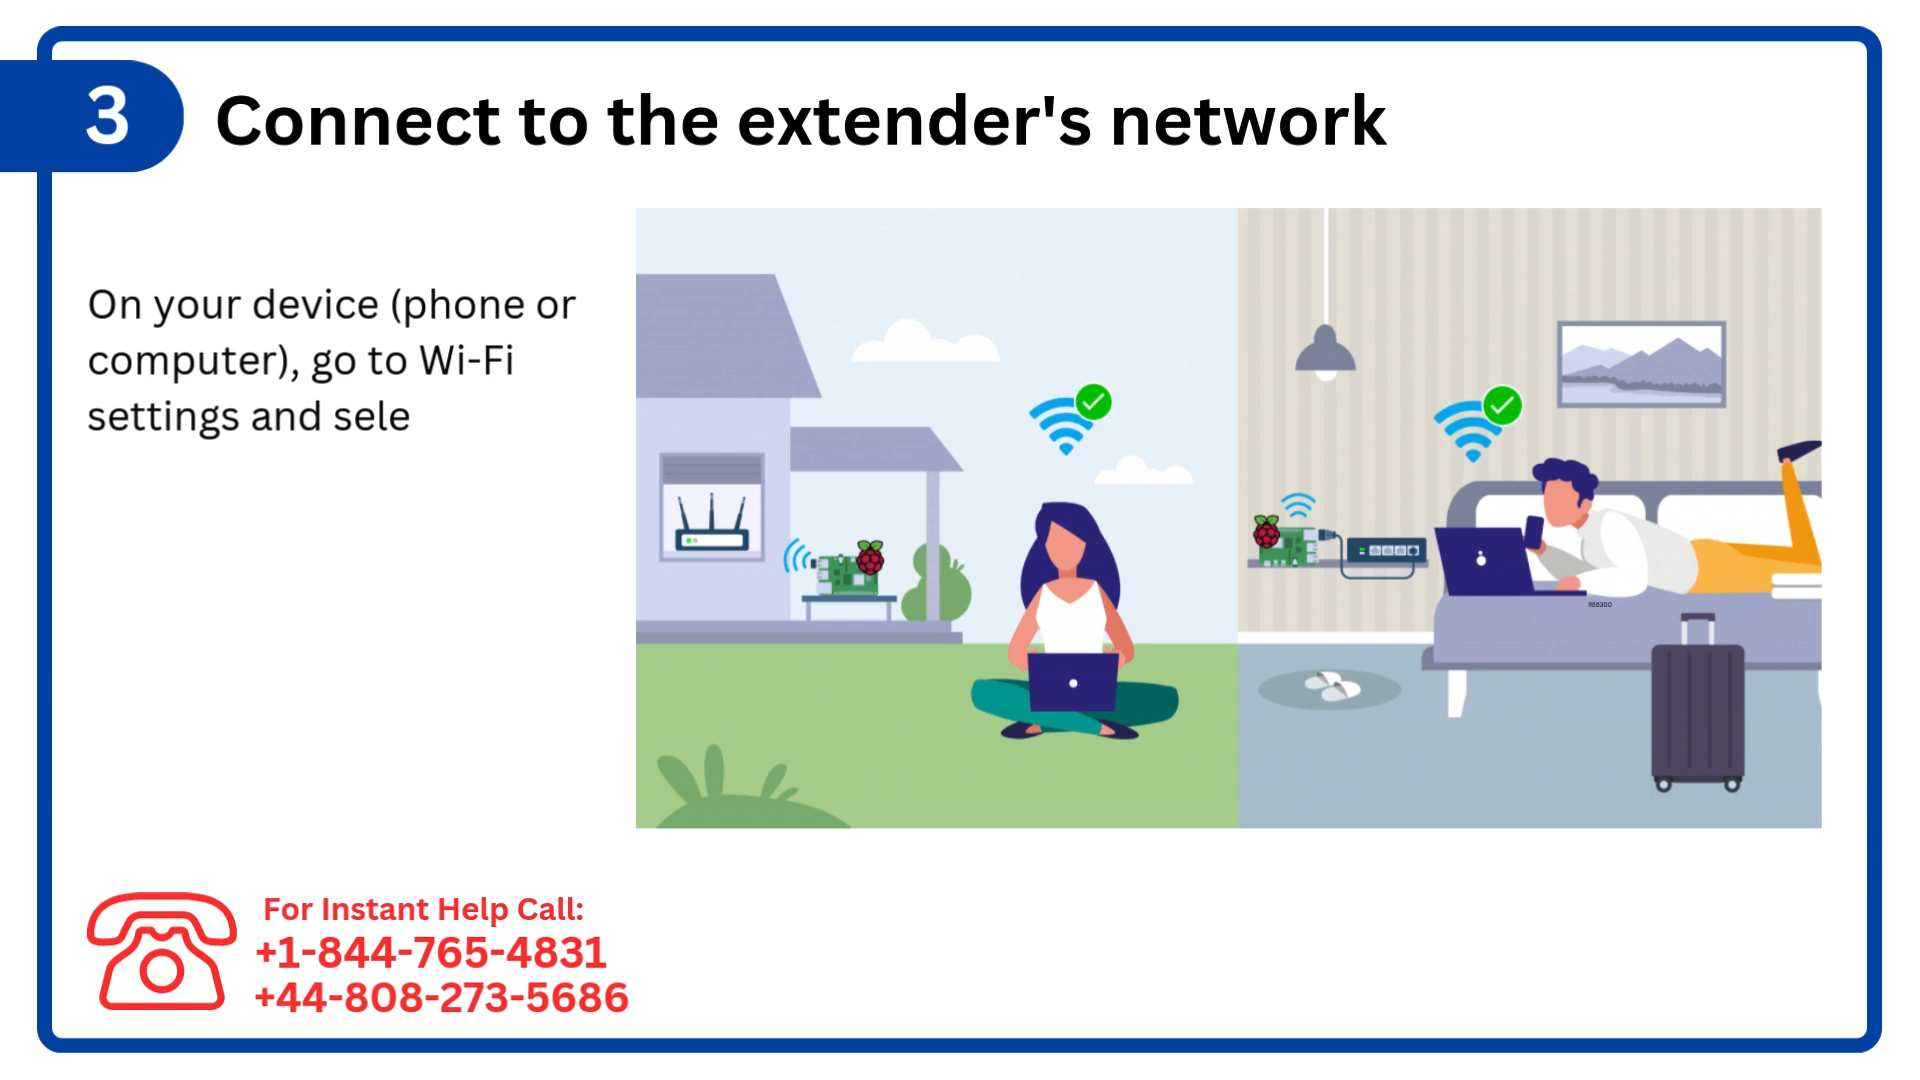 3
Connect to the extender's network
On your device (phone or
computer), go to Wi-Fi
settings and sele
RE6300
For Instant Help Call:
+1-844-765-4831
+44-808-273-5686